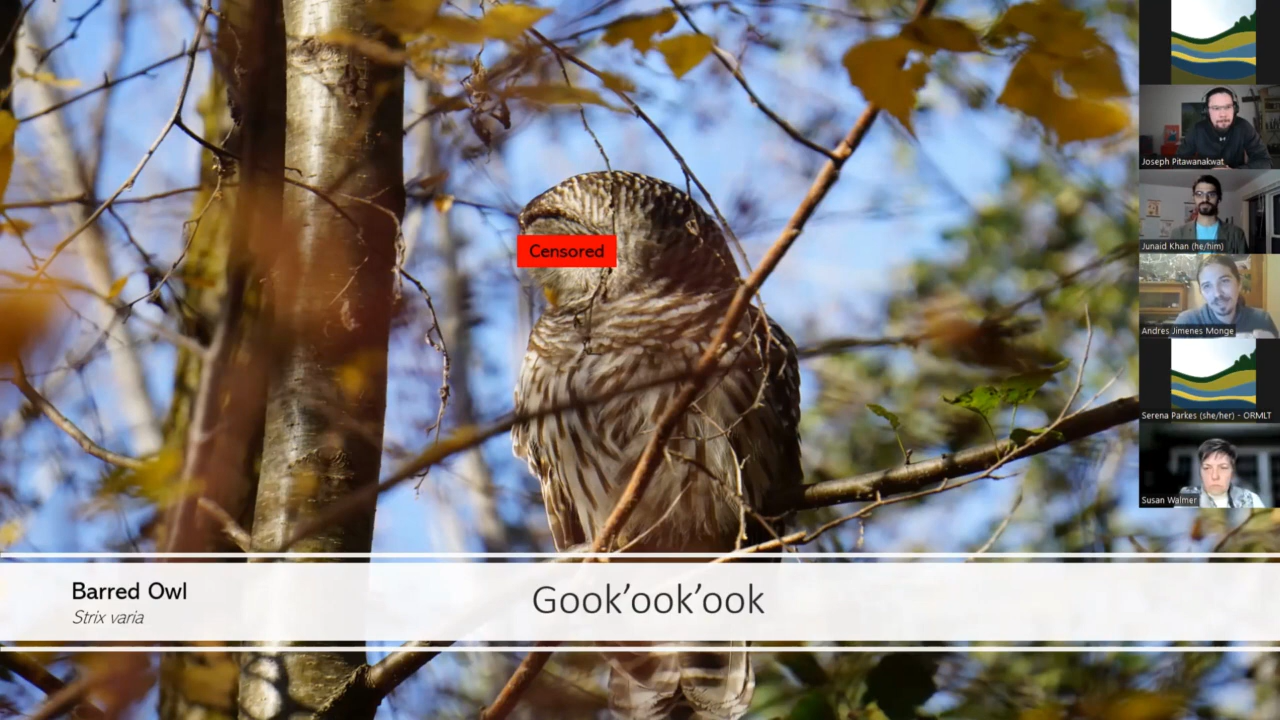 Censored
Barred Owl
Strix varia
Gook’ook’ook
Joseph Pitawanakwat
Junaid Khan (he/him)
Andres Jimenes Monge
Serena Parkes (she/her) - ORMLT
Susan Walmer